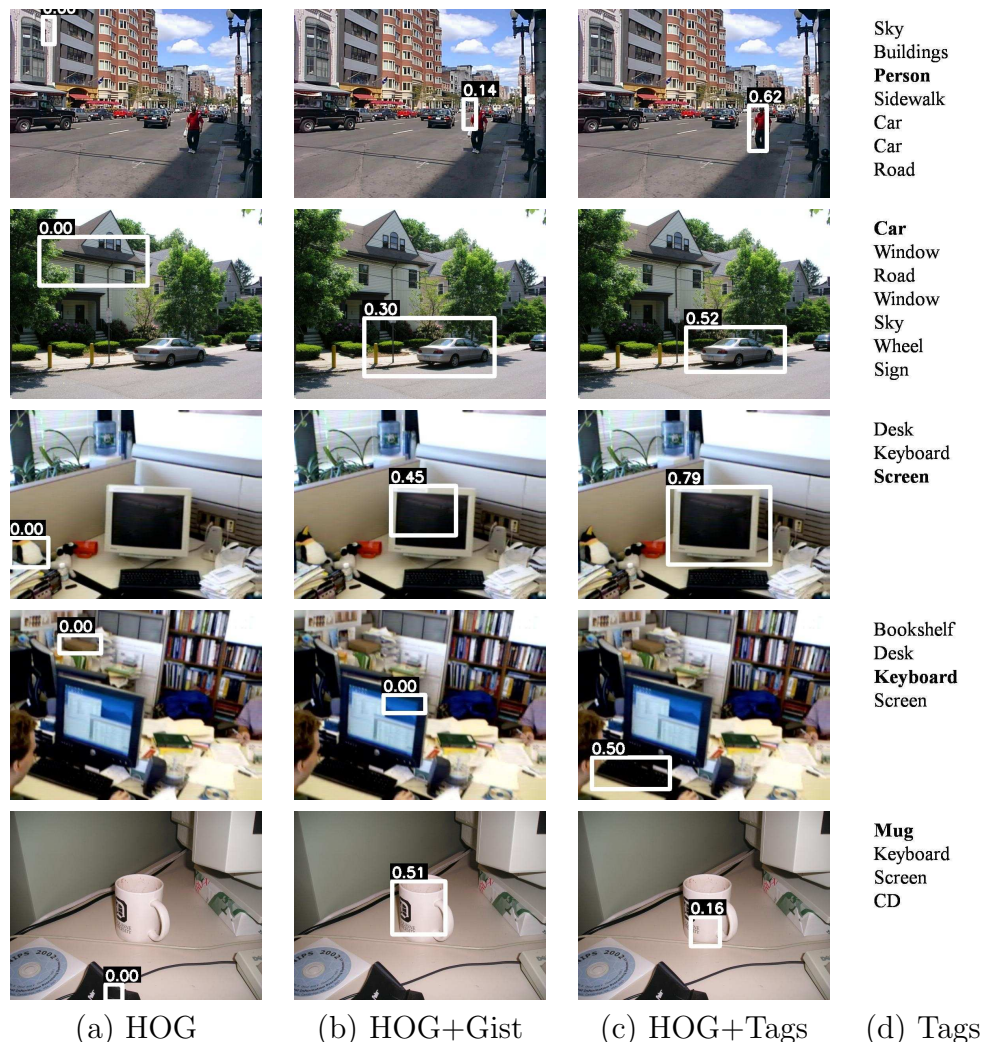 0.00
0.14
0.62
Sky
Buildings
Person
Sidewalk
Car
Car
Road
0.00
0.30
0.52
Car
Window
Road
Window
Sky
Wheel
Sign
0.00
0.45
0.79
Desk
Keyboard
Screen
0.00
0.00
0.50
Bookshelf
Desk
Keyboard
Screen
0.00
0.51
0.16
Mug
Keyboard
Screen
CD
(a) HOG
(b) HOG+Gist
(c) HOG+Tags
(d) Tags